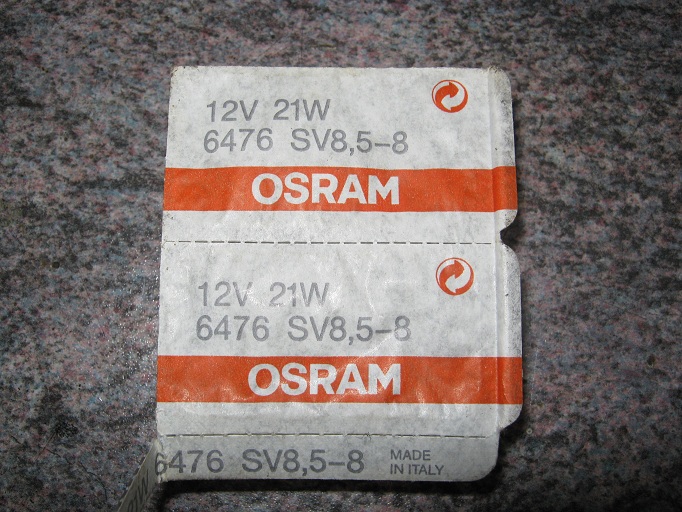 12V 21W
6476 SV8,5-8
OSRAM
12V 21W
6476 SV8,5-8
OSRAM
6476 SV8,5-8
MADE
IN ITALY